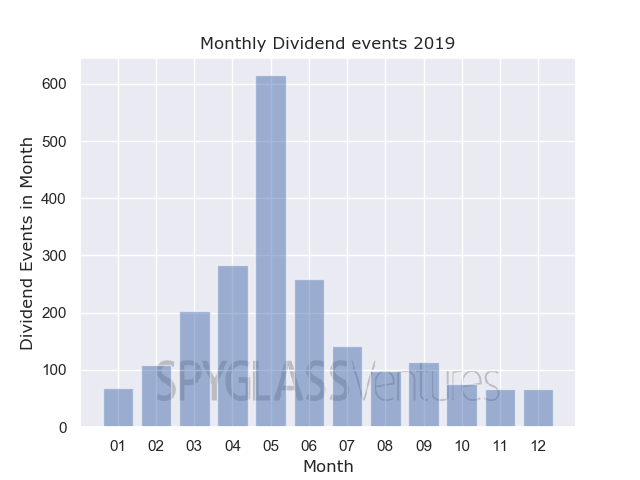 Monthly Dividend events 2019
Dividend Events in Month
600
500
400
300
200
100
0
SPYGLASSVentures
01 02 03 04 05 06 07 08 09 10 11 12
Month